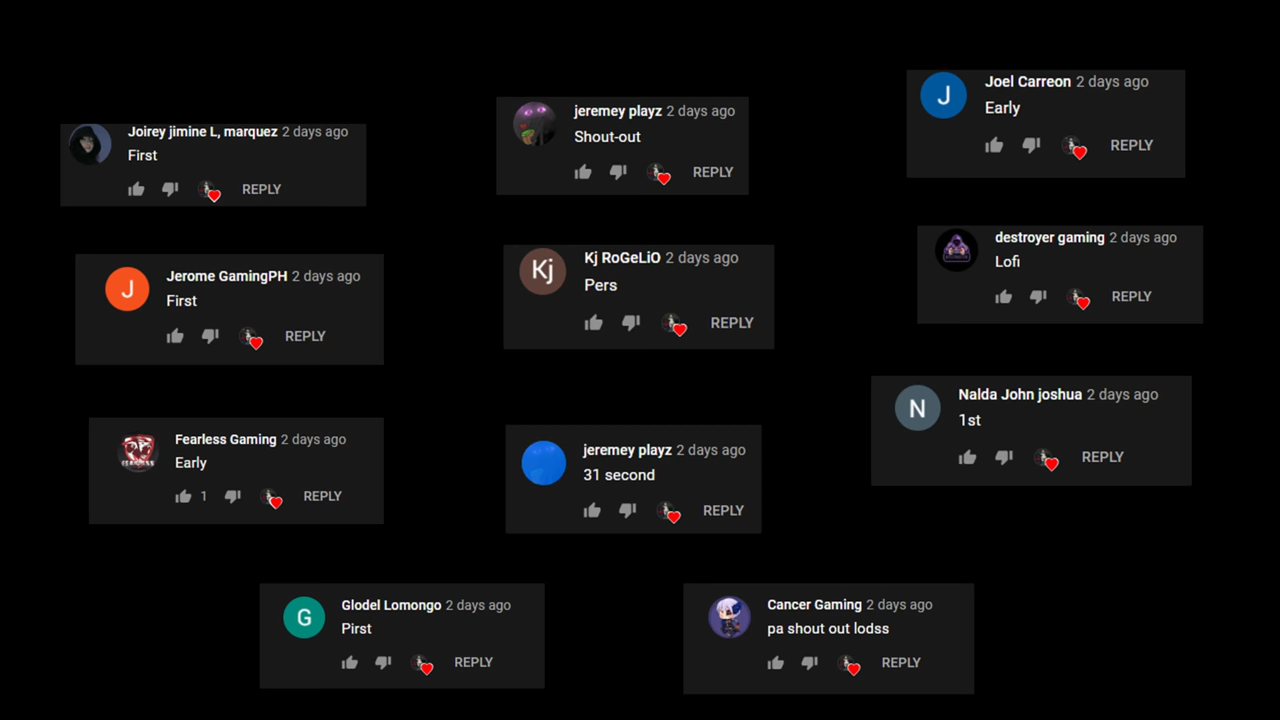 Joirey jimine L, marquez 2 days ago
First
REPLY
Jerome GamingPH 2 days ago
First
REPLY
Fearless Gaming 2 days ago
Early
1 REPLY
jeremey playz 2 days ago
Shout-out
REPLY
Kj RoGeLiO 2 days ago
Kj
Pers
REPLY
jeremey playz 2 days ago
31 second
REPLY
J
Joel Carreon 2 days ago
Early
REPLY
destroyer gaming 2 days ago
Lofi
REPLY
N
Nalda John joshua 2 days ago
1st
REPLY
G
Glodel Lomongo 2 days ago
Pirst
REPLY
Cancer Gaming 2 days ago
pa shout out lodss
REPLY
J